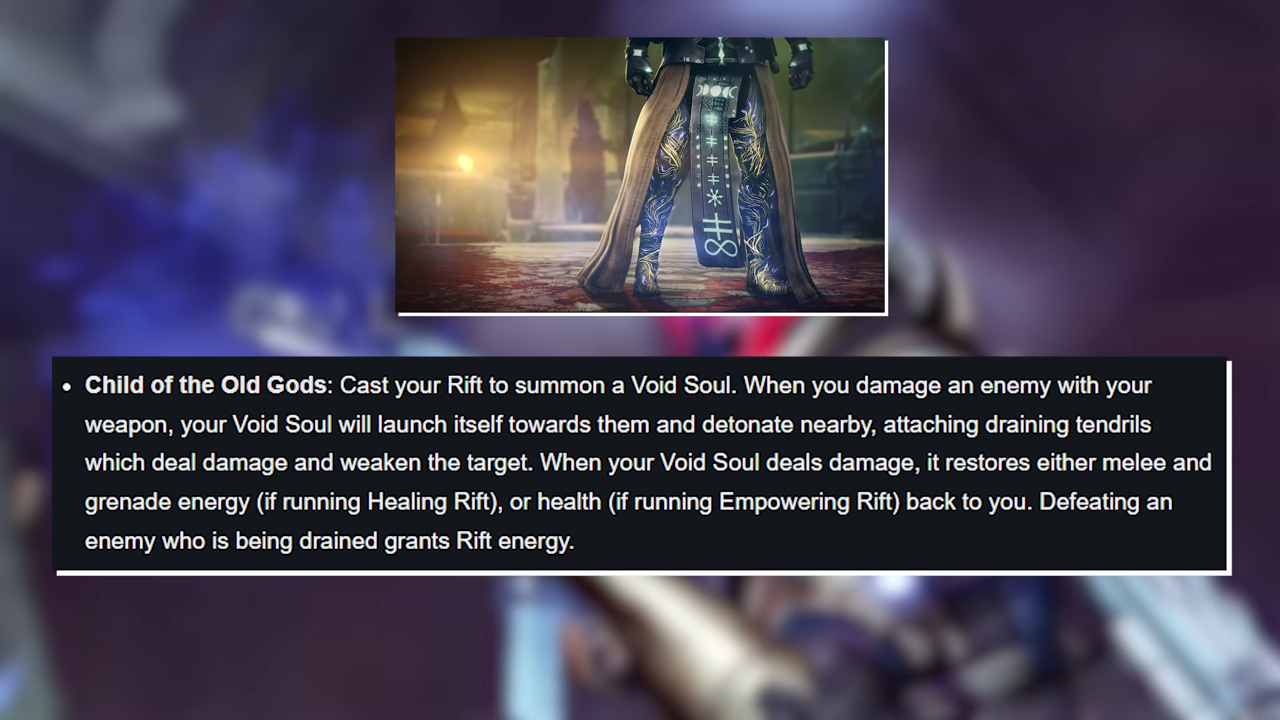 • Child of the Old Gods: Cast your Rift to summon a Void Soul. When you damage an enemy with your
weapon, your Void Soul will launch itself towards them and detonate nearby, attaching draining tendrils
which deal damage and weaken the target. When your Void Soul deals damage, it restores either melee and
grenade energy (if running Healing Rift), or health (if running Empowering Rift) back to you. Defeating an
enemy who is being drained grants Rift energy.